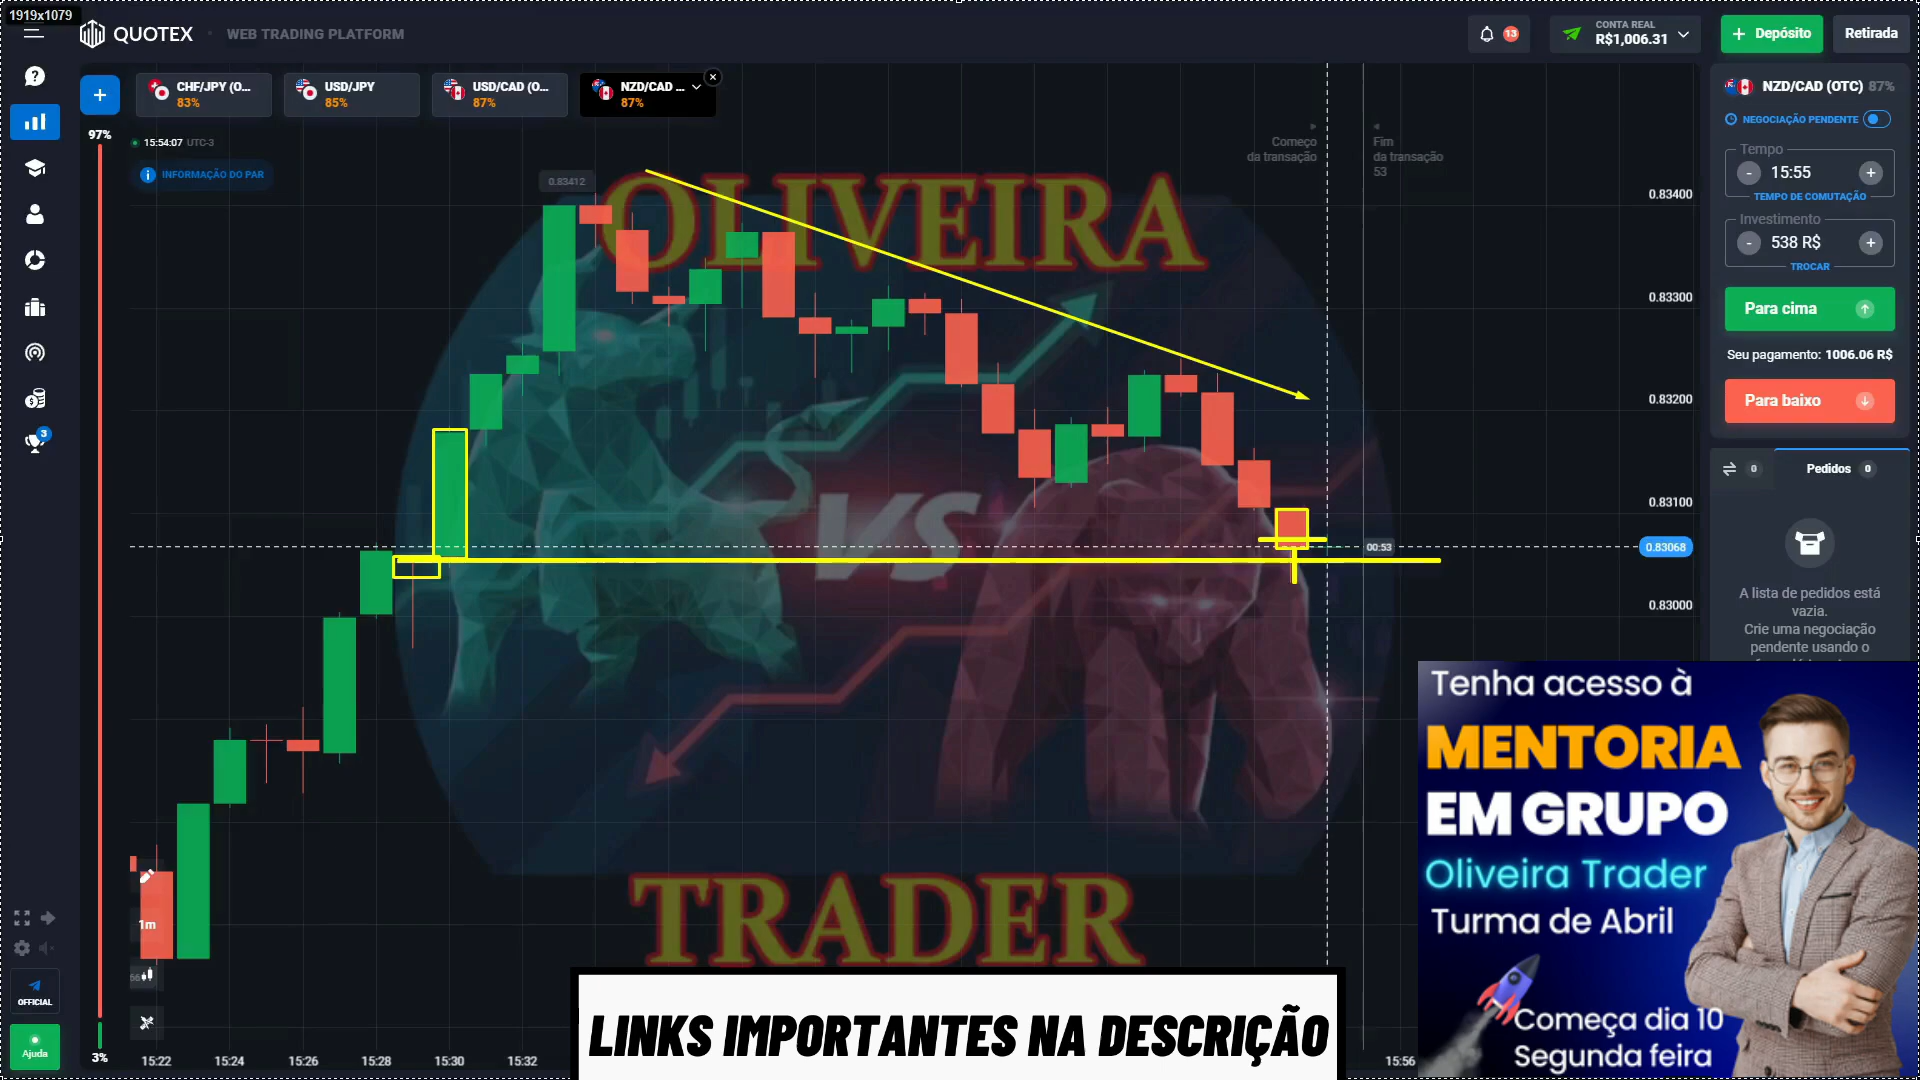 1919x1079
QUOTEX
WEB TRADING PLATFORM
13
CONTA REAL
R$1,006.31
+ Depósito
Retirada
+
CHF/JPY (O...
83%
USD/JPY
85%
USD/CAD (O...
87%
NZD/CAD ...
87%
NZD/CAD (OTC) 87%
NEGOCIAÇÃO PENDENTE
97%
15:54:07 UTC-3
INFORMAÇÃO DO PAR
Começo
da transação
Fim
da transação
53
Tempo
- 15:55 +
TEMPO DE COMUTAÇÃO
Investimento
- 538 R$ +
TROCAR
Para cima
Seu pagamento: 1006.06 R$
Para baixo
0
Pedidos 0
A lista de pedidos está
vazia.
Crie uma negociação
pendente usando o
0.83412
OLIVEIRA
VS
TRADER
0.83400
0.83300
0.83200
0.83100
00:53
0.83068
0.83000
3
1m
OFFICIAL
Ajuda
3%
15:22
15:24
15:26
15:28
15:30
15:32
15:56
LINKS IMPORTANTES NA DESCRIÇÃO
Tenha acesso à
MENTORIA
EM GRUPO
Oliveira Trader
Turma de Abril
Começa dia 10
Segunda feira